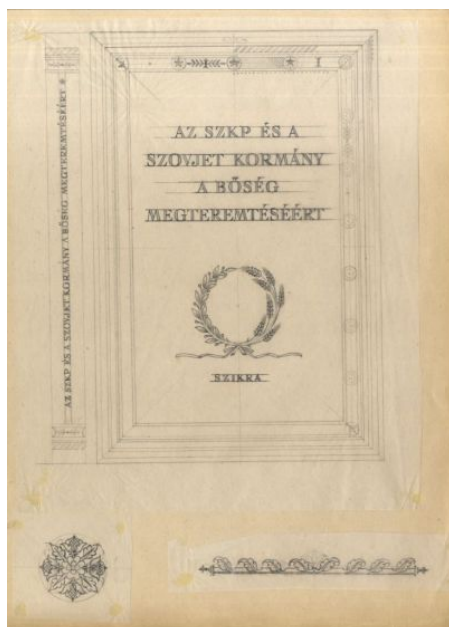 AZ SZKP ÉS A SZOVJET KORMÁNY A BŐSÉG MEGTEREMTÉSÉÉRT
AZ SZKP ÉS A
SZOVJET KORMÁNY
A BŐSÉG
MEGTEREMTÉSÉÉRT
SZIKRA